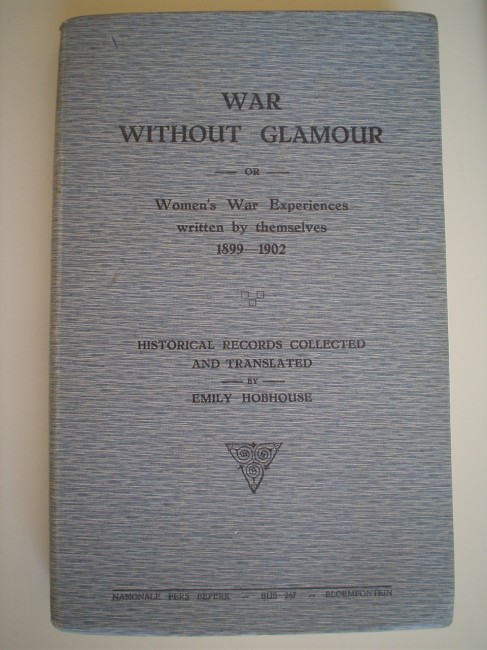 WAR
WITHOUT GLAMOUR
— OR —
Women's War Experiences
written by themselves
1899—1902
HISTORICAL RECORDS COLLECTED
AND TRANSLATED
— BY —
EMILY HOBHOUSE
NASIONALE PERS BEPERK — BUS 267 — BLOEMFONTEIN